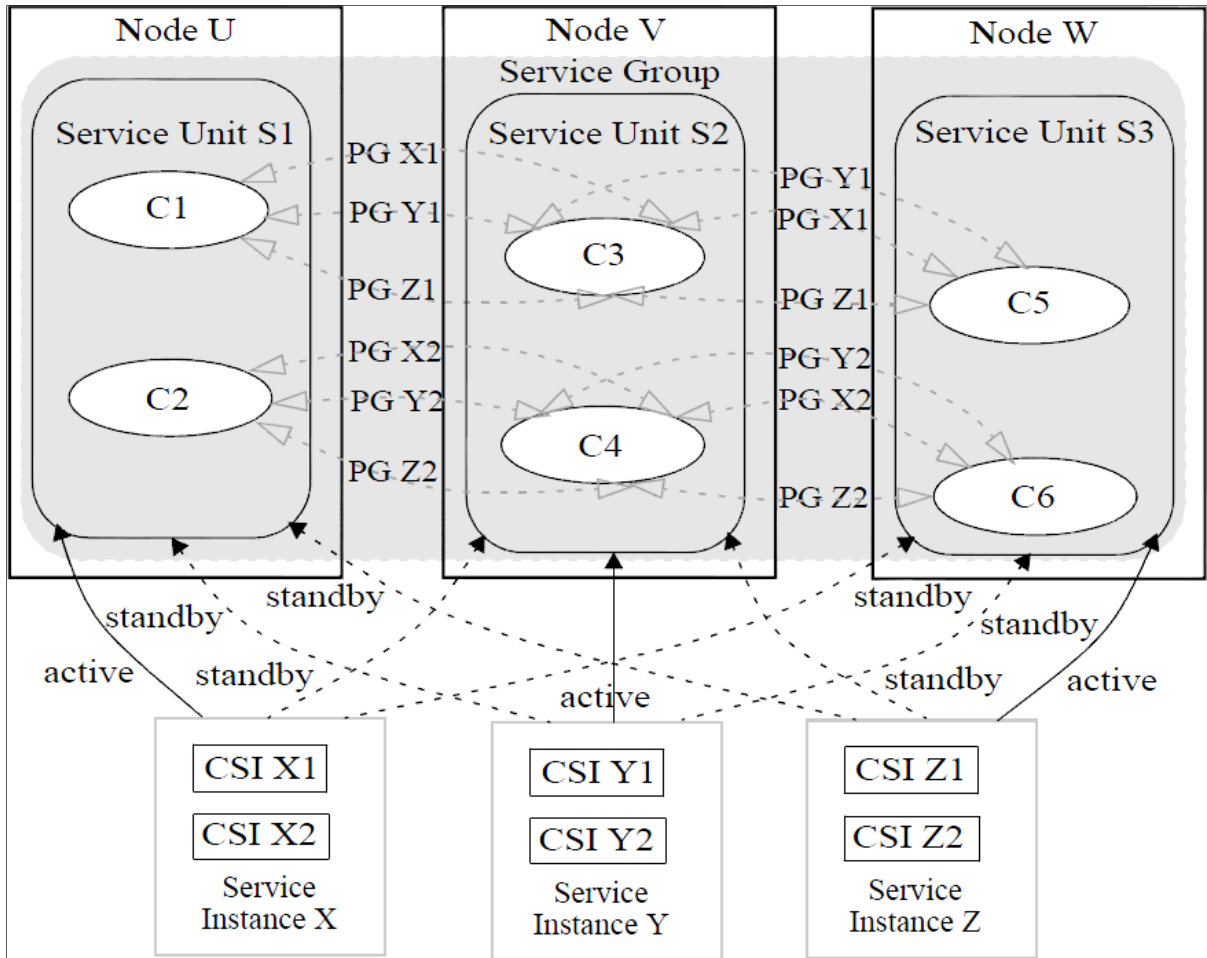 Node U
Node V
Node W
Service Group
Service Unit S1
Service Unit S2
Service Unit S3
PG X1
PG Y1
C1
PG Y1
PG X1
C3
PG Z1
PG Z1
C5
PG X2
PG Y2
C2
PG Y2
PG X2
C4
PG Z2
PG Z2
C6
standby
standby
standby
standby
active
standby
active
standby
active
CSI X1
CSI X2
Service
Instance X
CSI Y1
CSI Y2
Service
Instance Y
CSI Z1
CSI Z2
Service
Instance Z